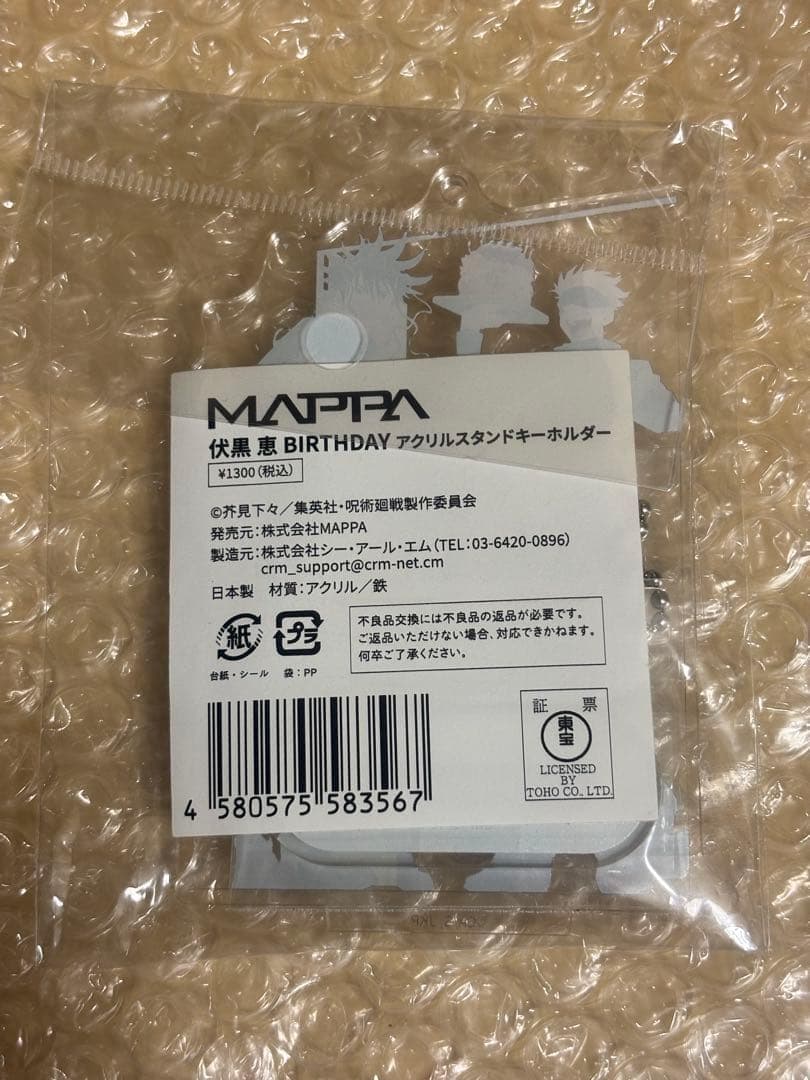 MAPPA
伏黒 恵 BIRTHDAY アクリルスタンドキーホルダー
¥1300(税込)
©芥見下々／集英社・呪術廻戦製作委員会
発売元：株式会社MAPPA
製造元：株式会社シー・アール・エム（TEL：03-6420-0896）
crm_support@crm-net.cm
日本製 材質：アクリル／鉄
紙
プラ
台紙・シール 袋：PP
不良品交換には不良品の返品が必要です。
ご返品いただけない場合、対応できかねます。
何卒ご了承ください。
4 580575 583567
証 票
東宝
LICENSED
BY
TOHO CO., LTD.